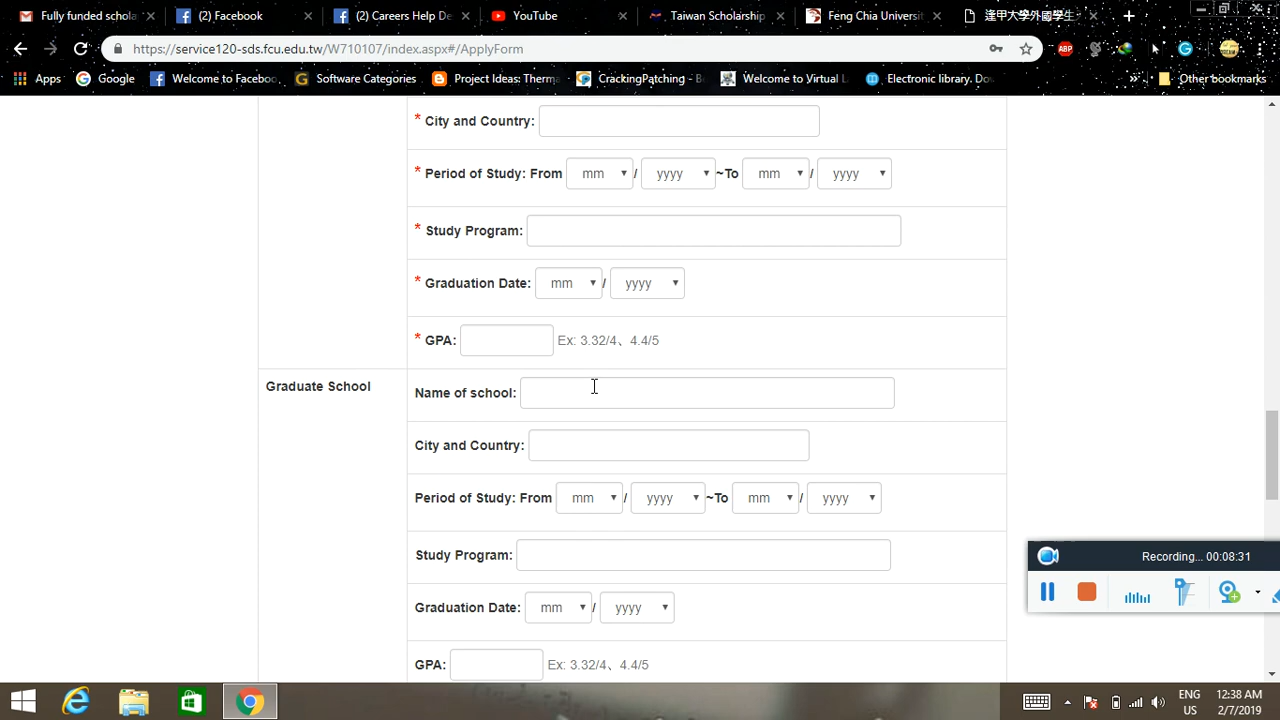 Fully funded schola
(2) Facebook
(2) Careers Help De
YouTube
Taiwan Scholarship
Feng Chia Universit
逢甲大學外國學生
https://service120-sds.fcu.edu.tw/W710107/index.aspx#/ApplyForm
ABP
Apps
Google
Welcome to Faceboo
Software Categories
Project Ideas: Therma
CrackingPatching - B
Welcome to Virtual L
Electronic library. Do
Other bookmarks
* City and Country:
* Period of Study: From mm / yyyy ~To mm / yyyy
* Study Program:
* Graduation Date: mm / yyyy
* GPA: Ex: 3.32/4、4.4/5
Graduate School
Name of school:
City and Country:
Period of Study: From mm / yyyy ~To mm / yyyy
Study Program:
Graduation Date: mm / yyyy
GPA: Ex: 3.32/4、4.4/5
Recording... 00:08:31
ENG
US
12:38 AM
2/7/2019